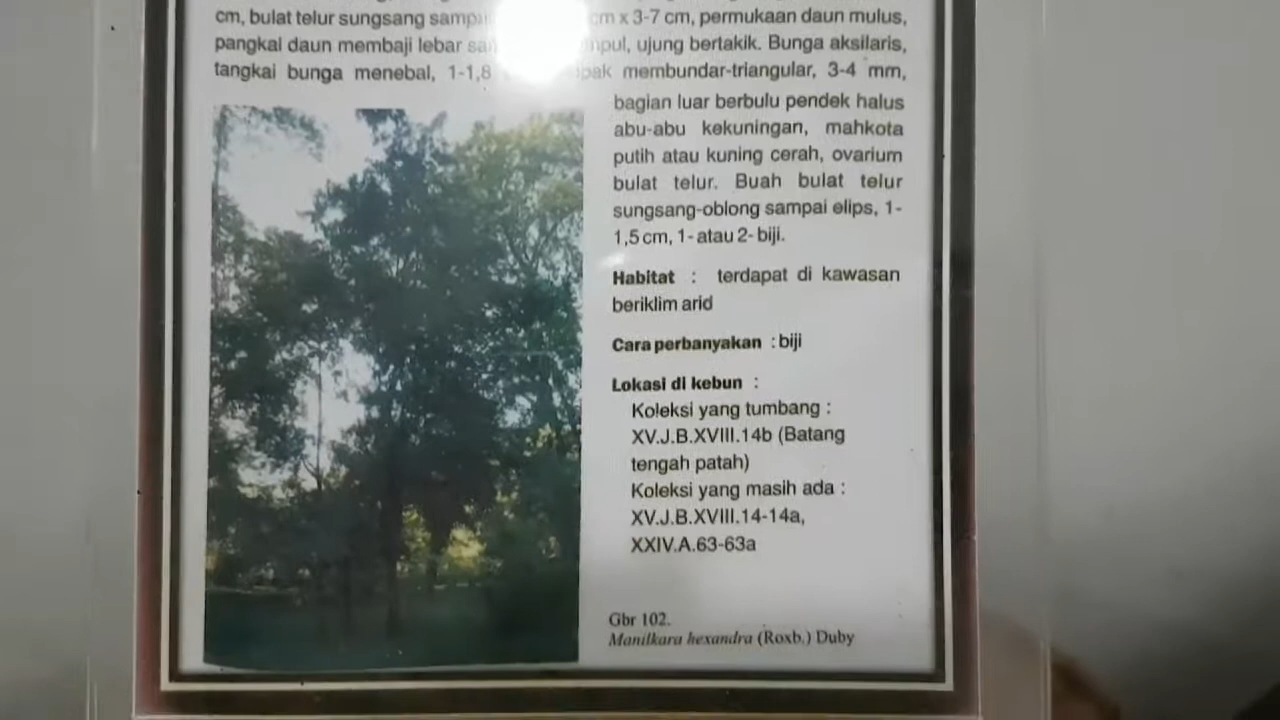 cm, bulat telur sungsang sampai cm x 3-7 cm, permukaan daun mulus,
pangkal daun membaji lebar ujung bertakik. Bunga aksilaris,
tangkai bunga menebal, 1-1,8 membundar-triangular, 3-4 mm,
bagian luar berbulu pendek halus
abu-abu kekuningan, mahkota
putih atau kuning cerah, ovarium
bulat telur. Buah bulat telur
sungsang-oblong sampai elips, 1-
1,5 cm, 1- atau 2- biji.
Habitat : terdapat di kawasan
beriklim arid
Cara perbanyakan : biji
Lokasi di kebun :
Koleksi yang tumbang :
XV.J.B.XVIII.14b (Batang
tengah patah)
Koleksi yang masih ada :
XV.J.B.XVIII.14-14a,
XXIV.A.63-63a
Gbr 102.
Manilkara hexandra (Roxb.) Duby